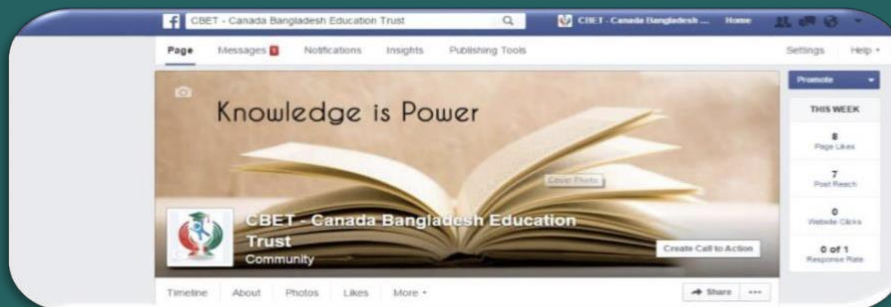 CBET - Canada Bangladesh Education Trust
CBET - Canada Bangladesh ... Home
Page Messages 1 Notifications Insights Publishing Tools Settings Help
Promote
THIS WEEK
8
Page Likes
7
Post Reach
0
Website Clicks
0 of 1
Response Rate
Knowledge is Power
Cover Photo
CBET - Canada Bangladesh Education
Trust
Community
Create Call to Action
Timeline About Photos Likes More
Share ...